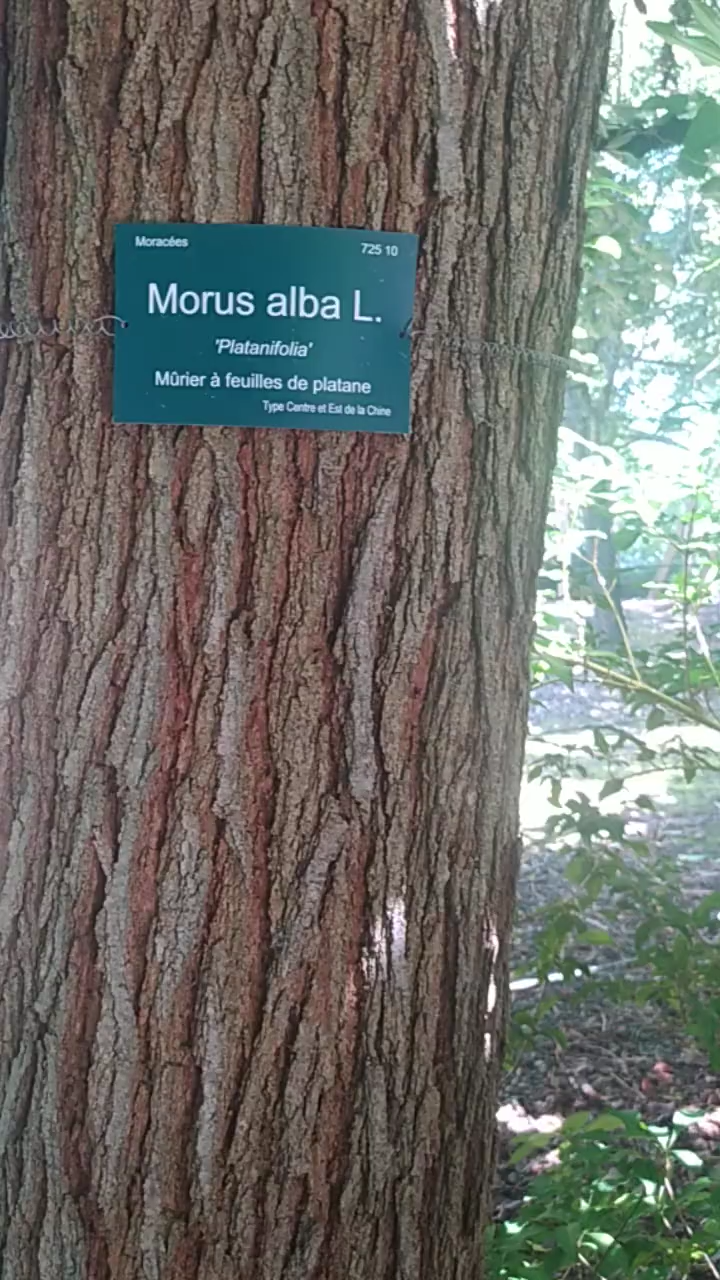 Moracées 725 10
Morus alba L.
'Platanifolia'
Mûrier à feuilles de platane
Type Centre et Est de la Chine